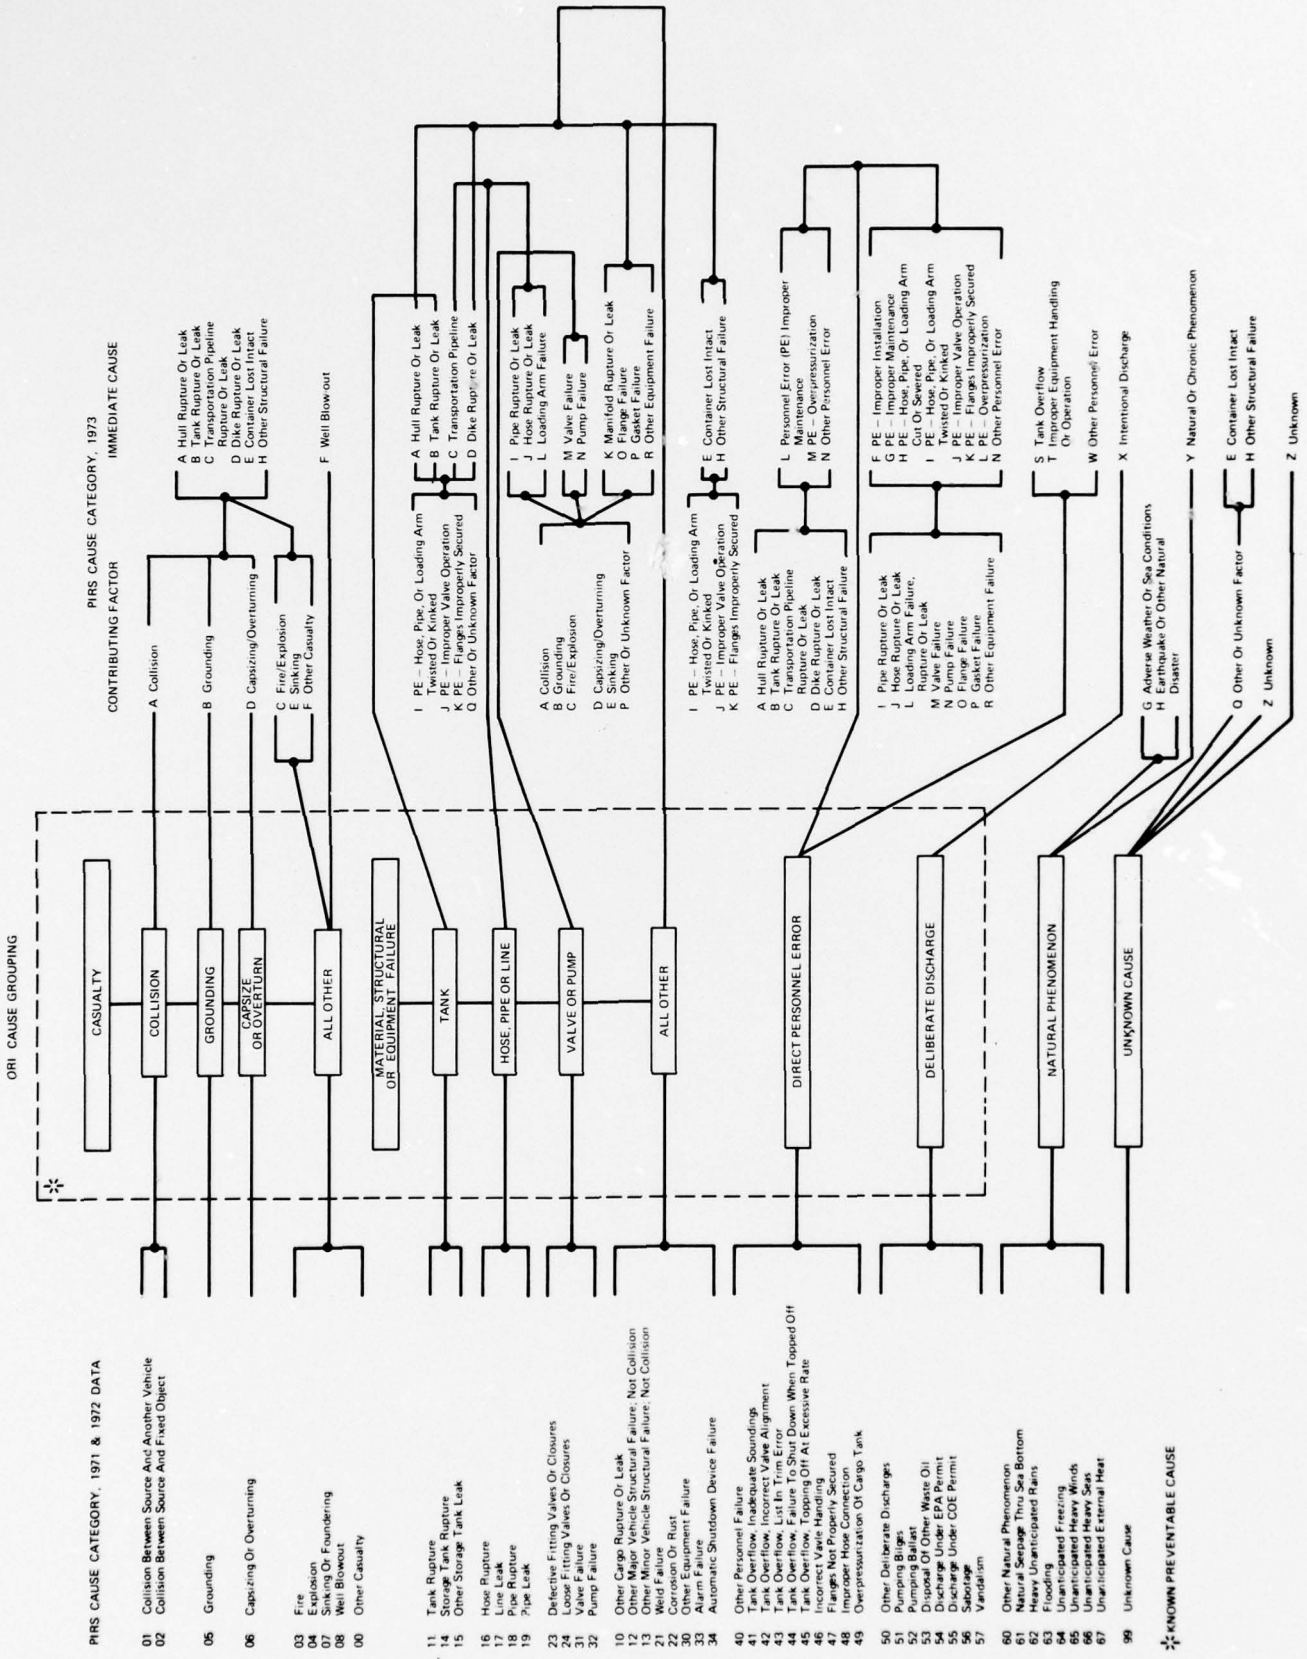 ORI CAUSE GROUPING
PIRS CAUSE CATEGORY, 1971 & 1972 DATA
01 Collision Between Source And Another Vehicle
02 Collision Between Source And Fixed Object
05 Grounding
06 Capsizing Or Overturning
03 Fire
04 Explosion
07 Sinking Or Foundering
08 Well Blowout
00 Other Casualty
11 Tank Rupture
14 Storage Tank Rupture
15 Other Storage Tank Leak
16 Hose Rupture
17 Line Leak
18 Pipe Rupture
19 Pipe Leak
23 Defective Fitting Valves Or Closures
24 Loose Fitting Valves Or Closures
31 Valve Failure
32 Pump Failure
10 Other Cargo Rupture Or Leak
12 Other Major Vehicle Structural Failure; Not Collision
13 Other Minor Vehicle Structural Failure; Not Collision
21 Weld Failure
22 Corrosion Or Rust
30 Other Equipment Failure
33 Alarm Failure
34 Automatic Shutdown Device Failure
40 Other Personnel Failure
41 Tank Overflow, Inadequate Soundings
42 Tank Overflow, Incorrect Valve Alignment
43 Tank Overflow, List In Trim Error
44 Tank Overflow, Failure To Shut Down When Topped Off
45 Tank Overflow, Topping Off At Excessive Rate
46 Incorrect Vavle Handling
47 Flanges Not Properly Secured
48 Improper Hose Connection
49 Overpressurization Of Cargo Tank
50 Other Deliberate Discharges
51 Pumping Bilges
52 Pumping Ballast
53 Disposal Of Other Waste Oil
54 Discharge Under EPA Permit
55 Discharge Under COE Permit
56 Sabotage
57 Vandalism
60 Other Natural Phenomenon
61 Natural Seepage Thru Sea Bottom
62 Heavy Unanticipated Rains
63 Flooding
64 Unanticipated Freezing
65 Unanticipated Heavy Winds
66 Unanticipated Heavy Seas
67 Unanticipated External Heat
99 Unknown Cause
KNOWN PREVENTABLE CAUSE
CASUALTY
COLLISION
GROUNDING
CAPSIZE
OR OVERTURN
ALL OTHER
MATERIAL, STRUCTURAL
OR EQUIPMENT FAILURE
TANK
HOSE, PIPE OR LINE
VALVE OR PUMP
ALL OTHER
DIRECT PERSONNEL ERROR
DELIBERATE DISCHARGE
NATURAL PHENOMENON
UNKNOWN CAUSE
PIRS CAUSE CATEGORY, 1973
CONTRIBUTING FACTOR
A Collision
B Grounding
D Capsizing/Overturning
C Fire/Explosion
E Sinking
F Other Casualty
I PE – Hose, Pipe, Or Loading Arm
Twisted Or Kinked
J PE – Improper Valve Operation
K PE – Flanges Improperly Secured
Q Other Or Unknown Factor
A Collision
B Grounding
C Fire/Explosion
D Capsizing/Overturning
E Sinking
P Other Or Unknown Factor
I PE – Hose, Pipe, Or Loading Arm
Twisted Or Kinked
J PE – Improper Valve Operation
K PE – Flanges Improperly Secured
A Hull Rupture Or Leak
B Tank Rupture Or Leak
C Transportation Pipeline
Rupture Or Leak
D Dike Rupture Or Leak
E Container Lost Intact
H Other Structural Failure
I Pipe Rupture Or Leak
J Hose Rupture Or Leak
L Loading Arm Failure,
Rupture Or Leak
M Valve Failure
N Pump Failure
O Flange Failure
P Gasket Failure
R Other Equipment Failure
G Adverse Weather Or Sea Conditions
H Earthquake Or Other Natural
Disaster
Q Other Or Unknown Factor
Z Unknown
IMMEDIATE CAUSE
A Hull Rupture Or Leak
B Tank Rupture Or Leak
C Transportation Pipeline
Rupture Or Leak
D Dike Rupture Or Leak
E Container Lost Intact
H Other Structural Failure
F Well Blow-out
A Hull Rupture Or Leak
B Tank Rupture Or Leak
C Transportation Pipeline
D Dike Rupture Or Leak
I Pipe Rupture Or Leak
J Hose Rupture Or Leak
L Loading Arm Failure
M Valve Failure
N Pump Failure
K Manifold Rupture Or Leak
O Flange Failure
P Gasket Failure
R Other Equipment Failure
E Container Lost Intact
H Other Structural Failure
L Personnel Error (PE) Improper
Maintenance
M PE – Overpressurization
N Other Personnel Error
F PE – Improper Installation
G PE – Improper Maintenance
H PE – Hose, Pipe, Or Loading Arm
Cut Or Severed
I PE – Hose, Pipe, Or Loading Arm
Twisted Or Kinked
J PE – Improper Valve Operation
K PE – Flanges Improperly Secured
L PE – Overpressurization
N Other Personnel Error
S Tank Overflow
T Improper Equipment Handling
Or Operation
W Other Personnel Error
X Intentional Discharge
Y Natural Or Chronic Phenomenon
E Container Lost Intact
H Other Structural Failure
Z Unknown